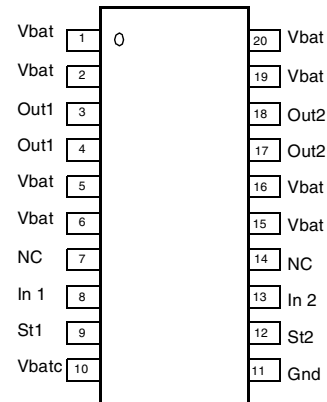 Vbat 1 20 Vbat
Vbat 2 19 Vbat
Out1 3 18 Out2
Out1 4 17 Out2
Vbat 5 16 Vbat
Vbat 6 15 Vbat
NC 7 14 NC
In 1 8 13 In 2
St1 9 12 St2
Vbatc 10 11 Gnd